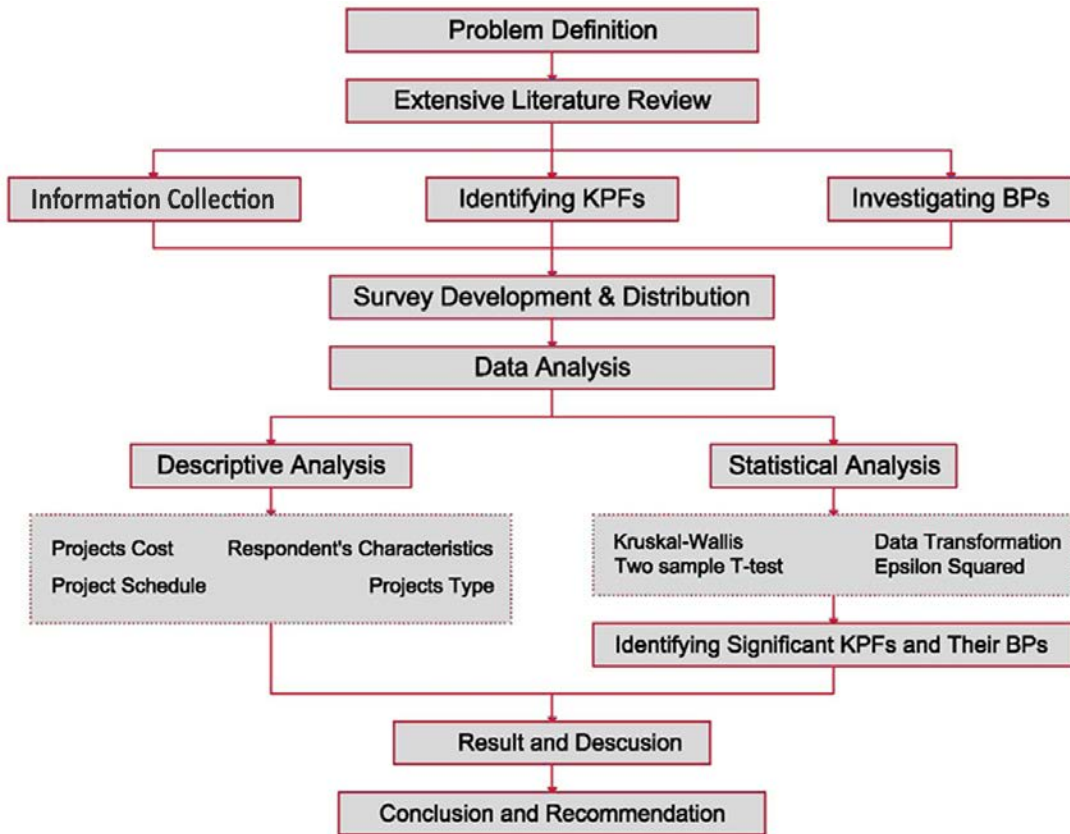 Problem Definition
Extensive Literature Review
Information Collection
Identifying KPFs
Investigating BPs
Survey Development & Distribution
Data Analysis
Descriptive Analysis
Statistical Analysis
Projects Cost
Respondent's Characteristics
Project Schedule
Projects Type
Kruskal-Wallis
Data Transformation
Two sample T-test
Epsilon Squared
Identifying Significant KPFs and Their BPs
Result and Descusion
Conclusion and Recommendation